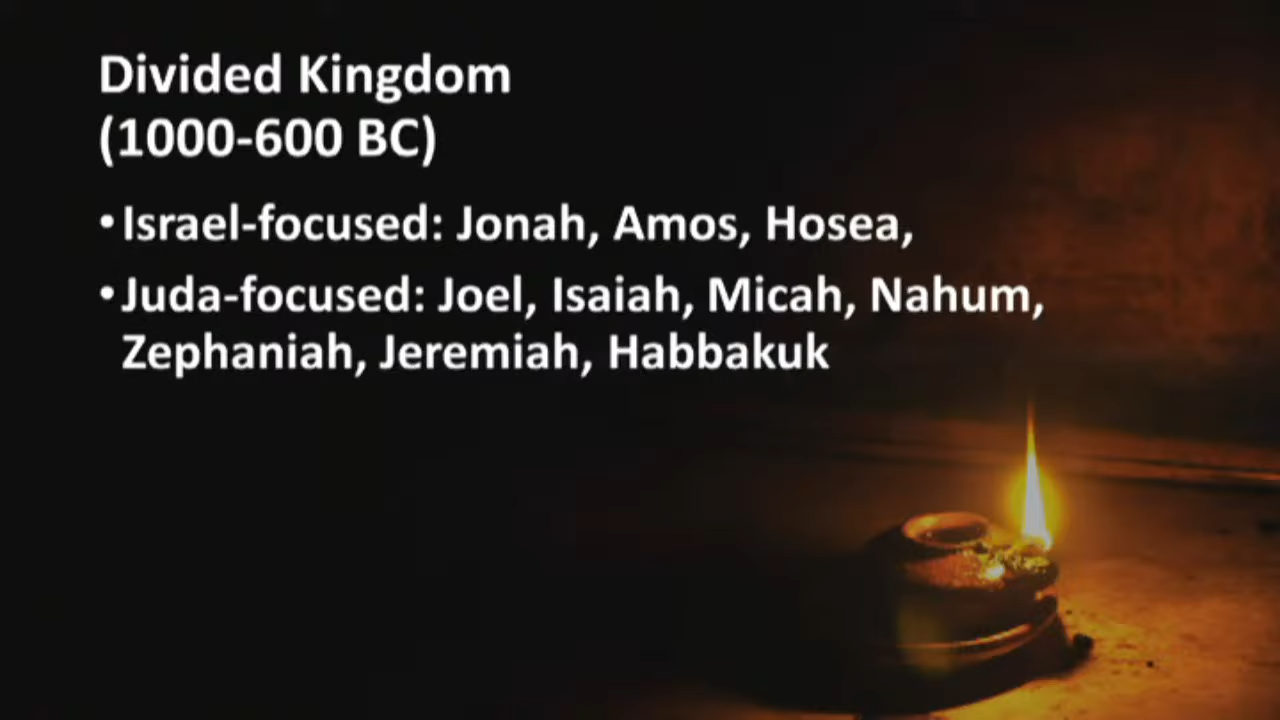 Divided Kingdom
(1000-600 BC)
•Israel-focused: Jonah, Amos, Hosea,
•Juda-focused: Joel, Isaiah, Micah, Nahum,
Zephaniah, Jeremiah, Habbakuk